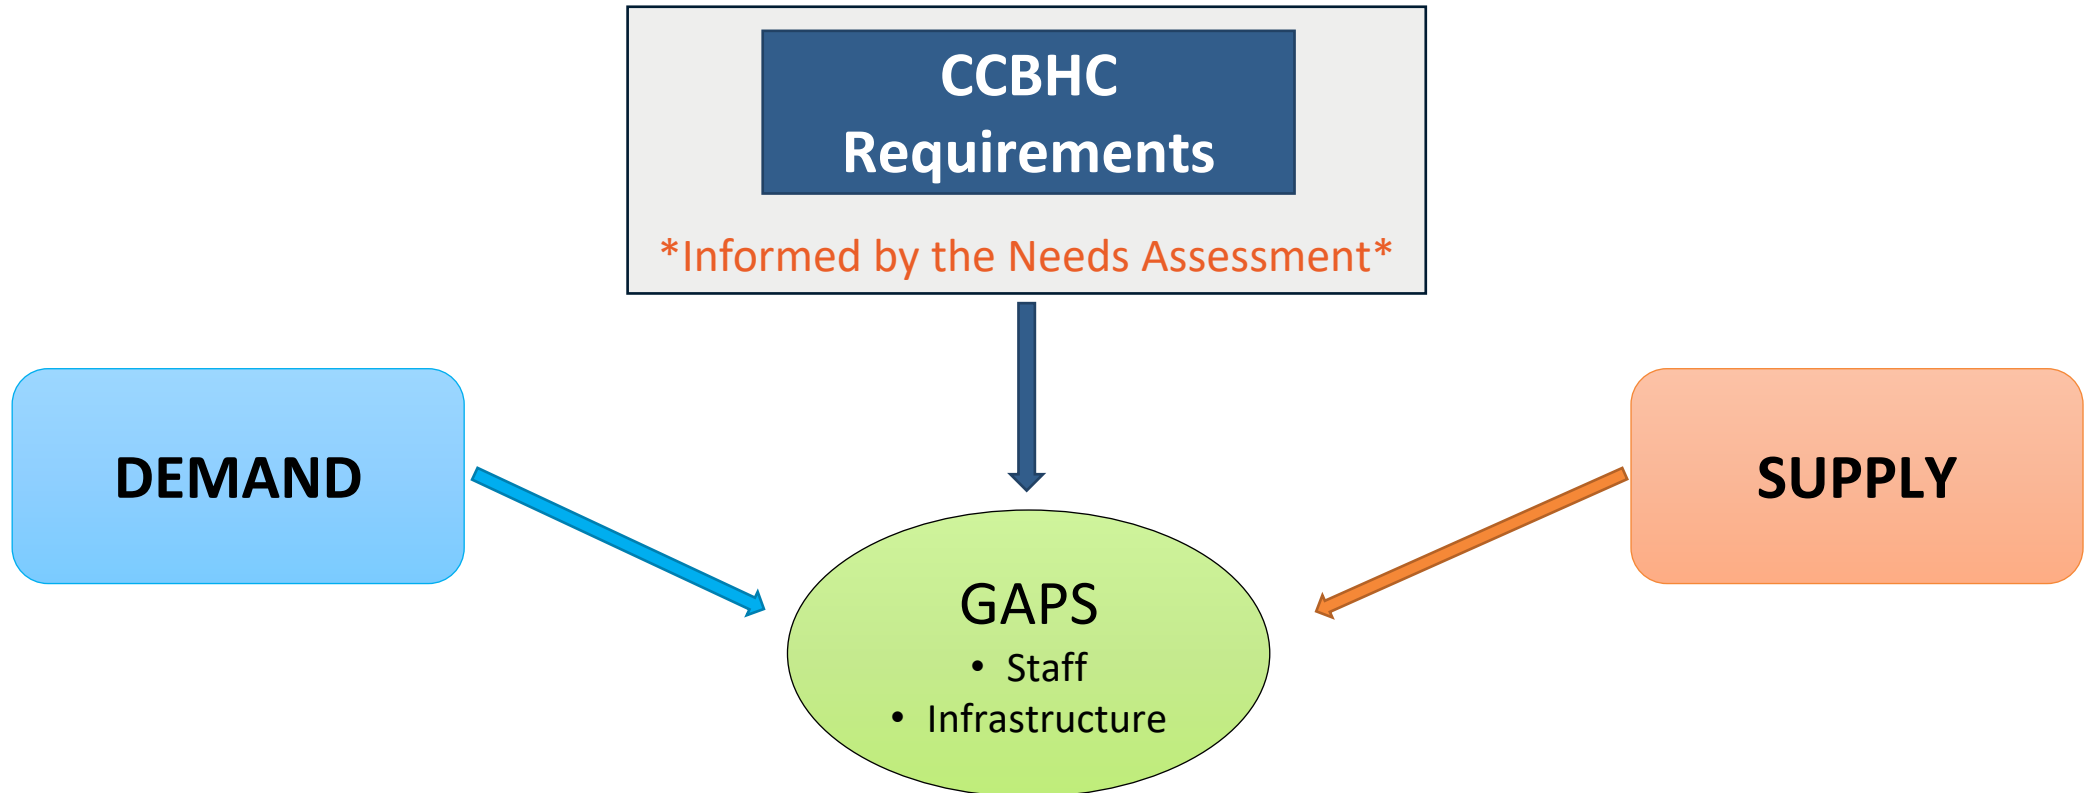 CCBHC
Requirements
*Informed by the Needs Assessment*
DEMAND
SUPPLY
GAPS
• Staff
• Infrastructure